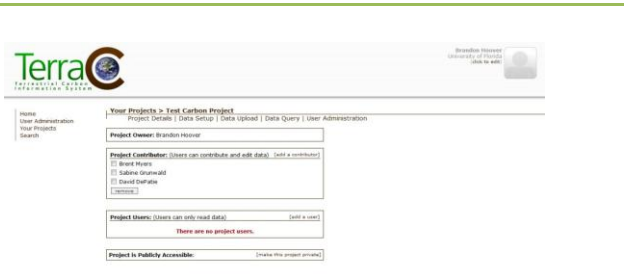 TerraC
Terrestrial Carbon
Information System
Brandon Hoover
University of Florida
[click to edit]
Home
User Administration
Your Projects
Search
Your Projects > Test Carbon Project
Project Details | Data Setup | Data Upload | Data Query | User Administration
Project Owner: Brandon Hoover
Project Contributor: (Users can contribute and edit data) [add a contributor]
Brent Myers
Sabine Grunwald
David DePatie
remove
Project Users: (Users can only read data) [add a user]
There are no project users.
Project is Publicly Accessible: [make this project private]